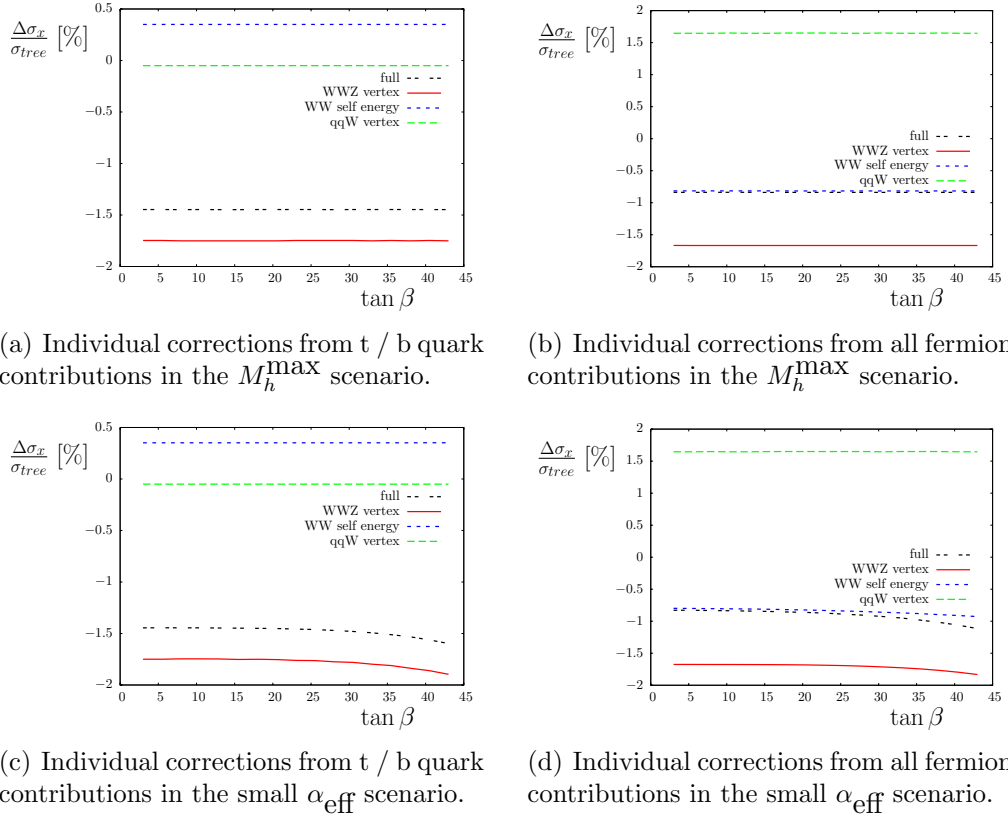 Δσx/σtree [%]
0.5
0
−0.5
−1
−1.5
−2
0 5 10 15 20 25 30 35 40 45
tan β
full
WWZ vertex
WW self energy
qqW vertex
(a) Individual corrections from t / b quark
contributions in the M_h^max scenario.
Δσx/σtree [%]
2
1.5
1
0.5
0
−0.5
−1
−1.5
−2
0 5 10 15 20 25 30 35 40 45
tan β
full
WWZ vertex
WW self energy
qqW vertex
(b) Individual corrections from all fermion
contributions in the M_h^max scenario.
Δσx/σtree [%]
0.5
0
−0.5
−1
−1.5
−2
0 5 10 15 20 25 30 35 40 45
tan β
full
WWZ vertex
WW self energy
qqW vertex
(c) Individual corrections from t / b quark
contributions in the small α_eff scenario.
Δσx/σtree [%]
2
1.5
1
0.5
0
−0.5
−1
−1.5
−2
0 5 10 15 20 25 30 35 40 45
tan β
full
WWZ vertex
WW self energy
qqW vertex
(d) Individual corrections from all fermion
contributions in the small α_eff scenario.